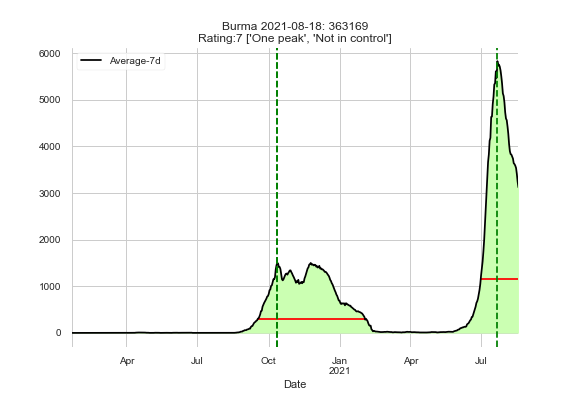 Burma 2021-08-18: 363169
Rating:7 ['One peak', 'Not in control']
Average-7d
6000
5000
4000
3000
2000
1000
0
Apr Jul Oct Jan Apr Jul
2021
Date